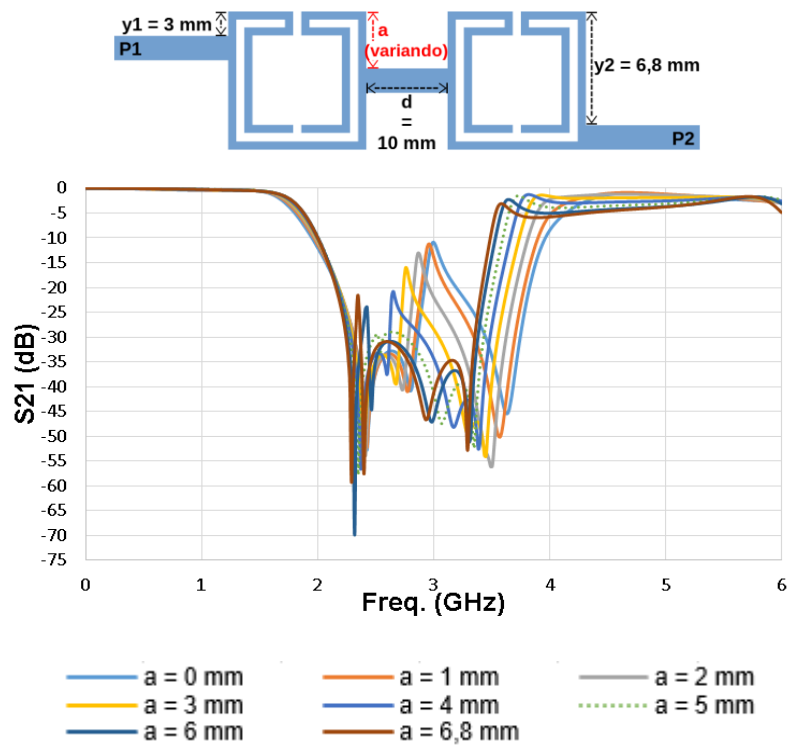 y1 = 3 mm
P1
a
(variando)
y2 = 6,8 mm
d
=
10 mm
P2
0
-5
-10
-15
-20
-25
-30
-35
-40
-45
-50
-55
-60
-65
-70
-75
S21 (dB)
0 1 2 3 4 5 6
Freq. (GHz)
a = 0 mm a = 1 mm a = 2 mm
a = 3 mm a = 4 mm a = 5 mm
a = 6 mm a = 6,8 mm